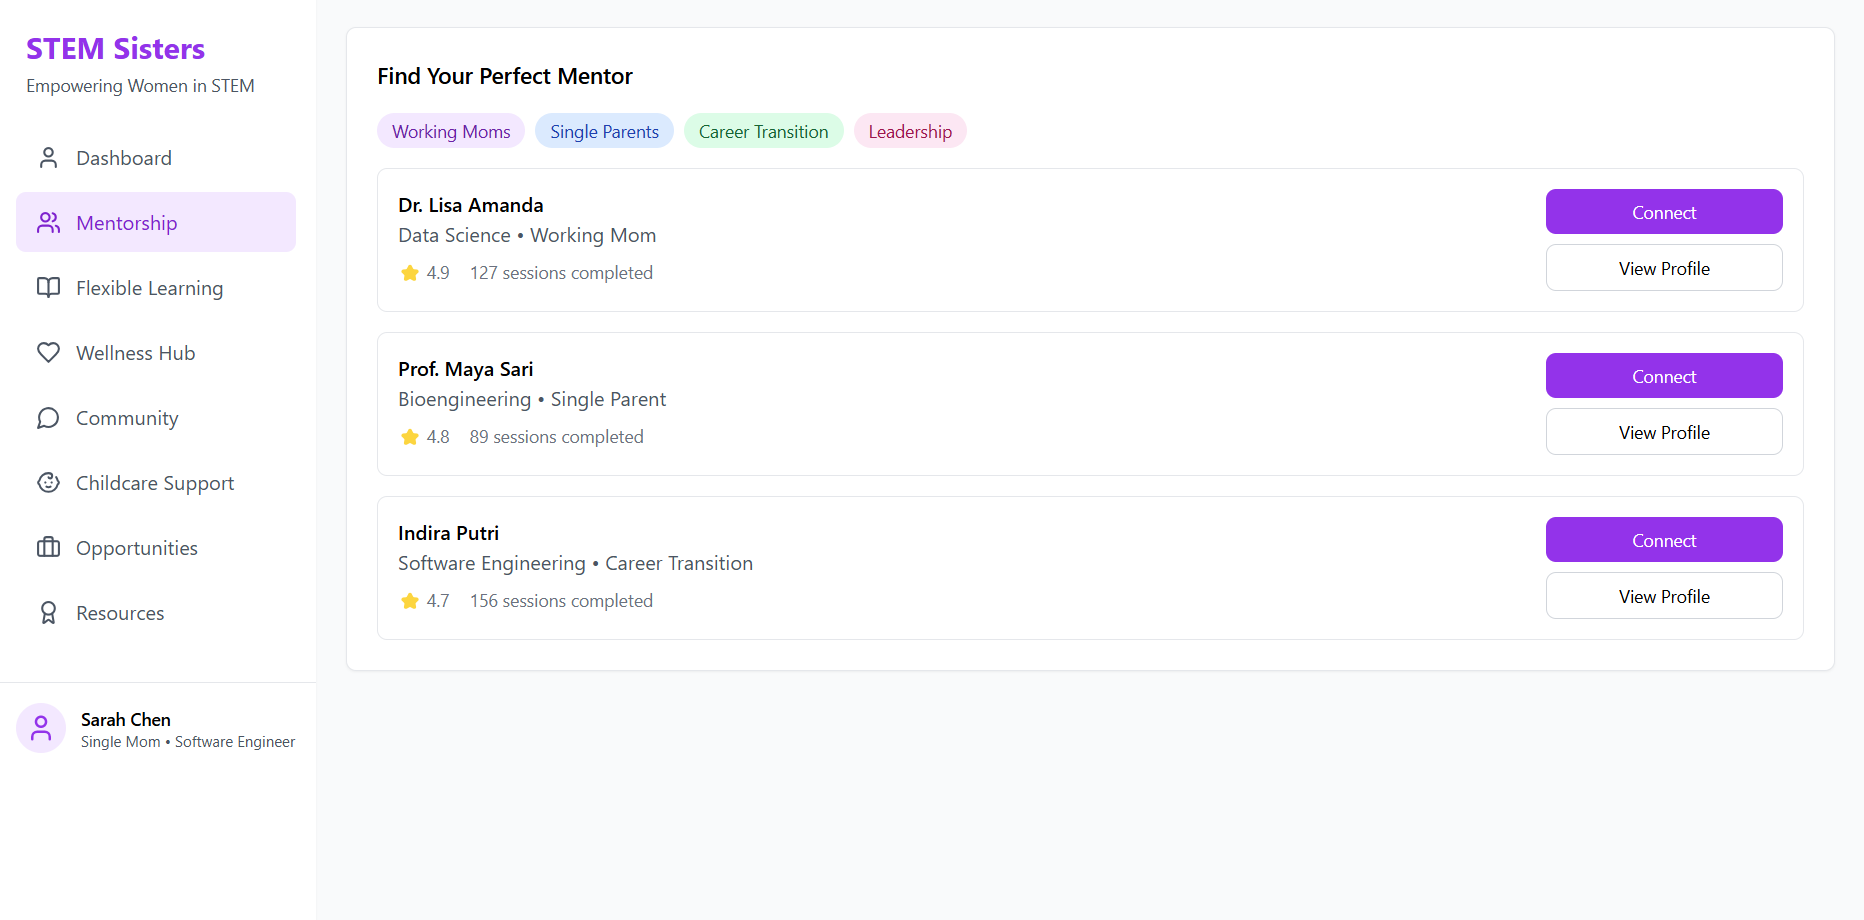 STEM Sisters
Empowering Women in STEM
Dashboard
Mentorship
Flexible Learning
Wellness Hub
Community
Childcare Support
Opportunities
Resources
Sarah Chen
Single Mom • Software Engineer
Find Your Perfect Mentor
Working Moms Single Parents Career Transition Leadership
Dr. Lisa Amanda
Data Science • Working Mom
4.9 127 sessions completed
Connect
View Profile
Prof. Maya Sari
Bioengineering • Single Parent
4.8 89 sessions completed
Connect
View Profile
Indira Putri
Software Engineering • Career Transition
4.7 156 sessions completed
Connect
View Profile